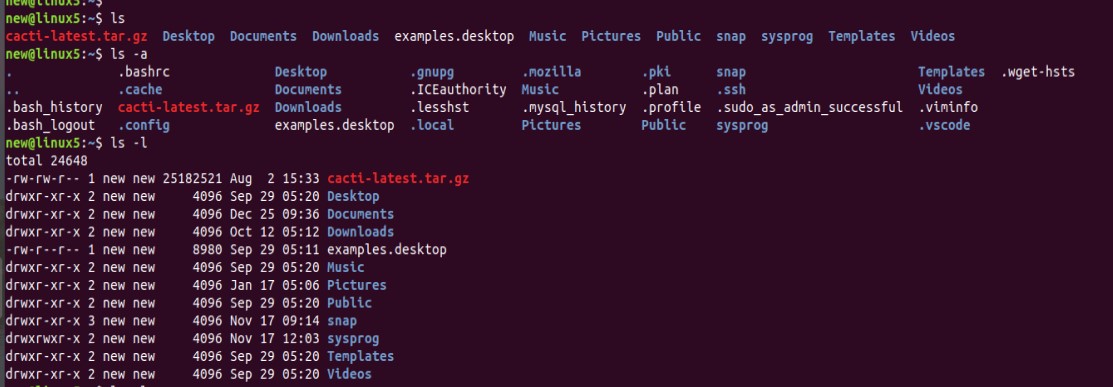 new@linux5:~$
new@linux5:~$ ls
cacti-latest.tar.gz  Desktop  Documents  Downloads  examples.desktop  Music  Pictures  Public  snap  sysprog  Templates  Videos
new@linux5:~$ ls -a
.              .bashrc              Desktop           .gnupg         .mozilla        .pki      snap                       Templates  .wget-hsts
..             .cache               Documents         .ICEauthority  Music           .plan     .ssh                       Videos
.bash_history  cacti-latest.tar.gz  Downloads         .lesshst       .mysql_history  .profile  .sudo_as_admin_successful  .viminfo
.bash_logout   .config              examples.desktop  .local         Pictures        Public    sysprog                    .vscode
new@linux5:~$ ls -l
total 24648
-rw-rw-r-- 1 new new 25182521 Aug  2 15:33 cacti-latest.tar.gz
drwxr-xr-x 2 new new     4096 Sep 29 05:20 Desktop
drwxr-xr-x 2 new new     4096 Dec 25 09:36 Documents
drwxr-xr-x 2 new new     4096 Oct 12 05:12 Downloads
-rw-r--r-- 1 new new     8980 Sep 29 05:11 examples.desktop
drwxr-xr-x 2 new new     4096 Sep 29 05:20 Music
drwxr-xr-x 2 new new     4096 Jan 17 05:06 Pictures
drwxr-xr-x 2 new new     4096 Sep 29 05:20 Public
drwxr-xr-x 3 new new     4096 Nov 17 09:14 snap
drwxrwxr-x 2 new new     4096 Nov 17 12:03 sysprog
drwxr-xr-x 2 new new     4096 Sep 29 05:20 Templates
drwxr-xr-x 2 new new     4096 Sep 29 05:20 Videos